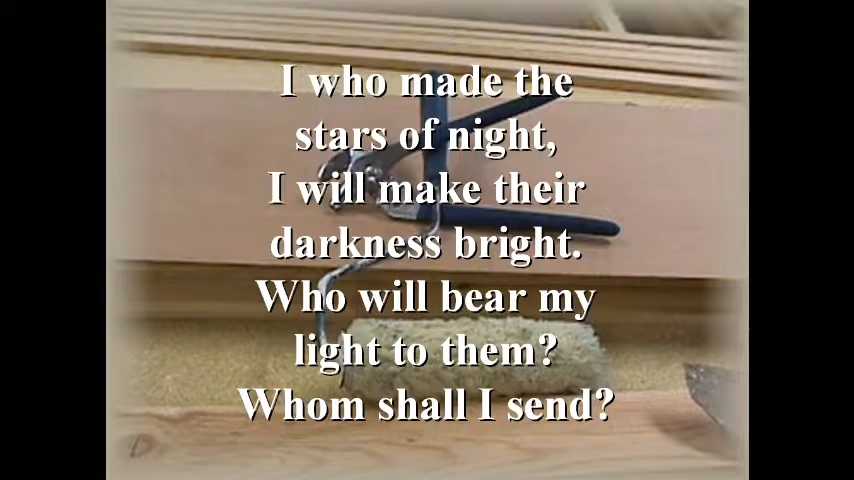 I who made the
stars of night,
I will make their
darkness bright.
Who will bear my
light to them?
Whom shall I send?